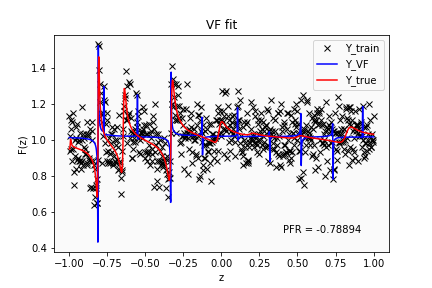 VF fit
Y_train
Y_VF
Y_true
F(z)
1.4
1.2
1.0
0.8
0.6
0.4
PFR = -0.78894
−1.00 −0.75 −0.50 −0.25 0.00 0.25 0.50 0.75 1.00
z